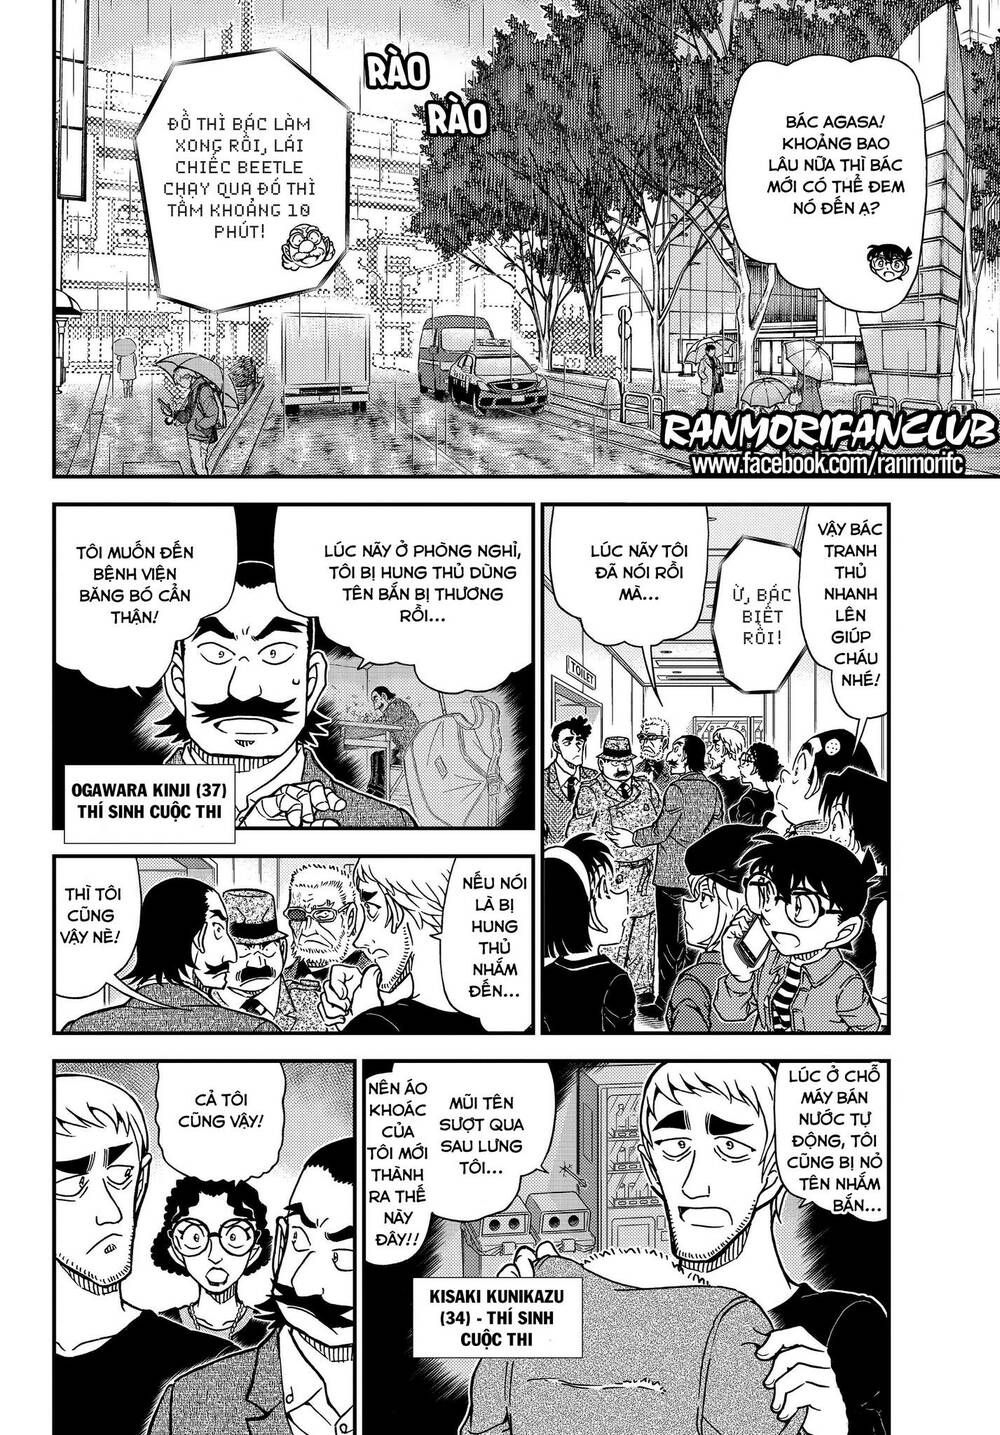 BÁC AGASA!
KHOẢNG BAO
LÂU NỮA THÌ BÁC
MỚI CÓ THỂ ĐEM
NÓ ĐẾN Ạ?
RÀO
RÀO
ĐỒ THÌ BÁC LÀM
XONG RỒI, LÁI
CHIẾC BEETLE
CHẠY QUA ĐÓ THÌ
TẦM KHOẢNG 10
PHÚT!
RANMORIFANCLUB
www.facebook.com/ranmorifc
VẬY BÁC
TRANH
THỦ
NHANH
LÊN GIÚP
CHÁU
NHÉ!
Ừ, BÁC
BIẾT
RỒI!
LÚC NÃY TÔI
ĐÃ NÓI RỒI
MÀ...
TOILET
LÚC NÃY Ở PHÒNG NGHỈ,
TÔI BỊ HUNG THỦ DÙNG
TÊN BẮN BỊ THƯƠNG
RỒI...
TÔI MUỐN ĐẾN
BỆNH VIỆN
BĂNG BÓ CẨN
THẬN!
OGAWARA KINJI (37)
THÍ SINH CUỘC THI
NẾU NÓI
LÀ BỊ
HUNG
THỦ
NHẮM
ĐẾN...
THÌ TÔI
CŨNG
VẬY NÈ!
LÚC Ở CHỖ
MÁY BÁN
NƯỚC TỰ
ĐỘNG, TÔI
CŨNG BỊ NỎ
TÊN NHẮM
BẮN...
MŨI TÊN
SƯỢT QUA
SAU LƯNG
TÔI...
NÊN ÁO
KHOÁC
CỦA
TÔI MỚI
THÀNH
RA THẾ
NÀY
ĐÂY!!
KISAKI KUNIKAZU
(34) - THÍ SINH
CUỘC THI
CẢ TÔI
CŨNG VẬY!